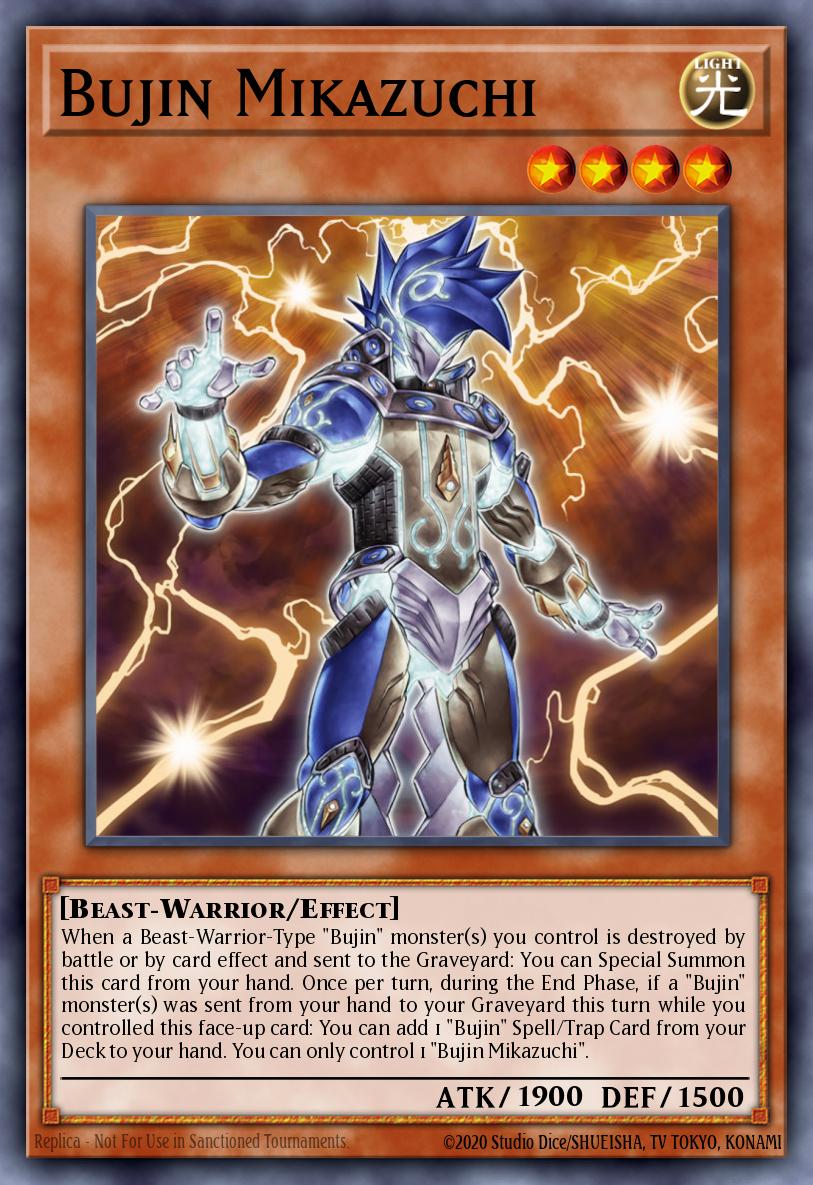 Bujin Mikazuchi
LIGHT
光
[Beast-Warrior/Effect]
When a Beast-Warrior-Type "Bujin" monster(s) you control is destroyed by
battle or by card effect and sent to the Graveyard: You can Special Summon
this card from your hand. Once per turn, during the End Phase, if a "Bujin"
monster(s) was sent from your hand to your Graveyard this turn while you
controlled this face-up card: You can add 1 "Bujin" Spell/Trap Card from your
Deck to your hand. You can only control 1 "Bujin Mikazuchi".
ATK/1900 DEF/1500
Replica - Not For Use in Sanctioned Tournaments.
©2020 Studio Dice/SHUEISHA, TV TOKYO, KONAMI